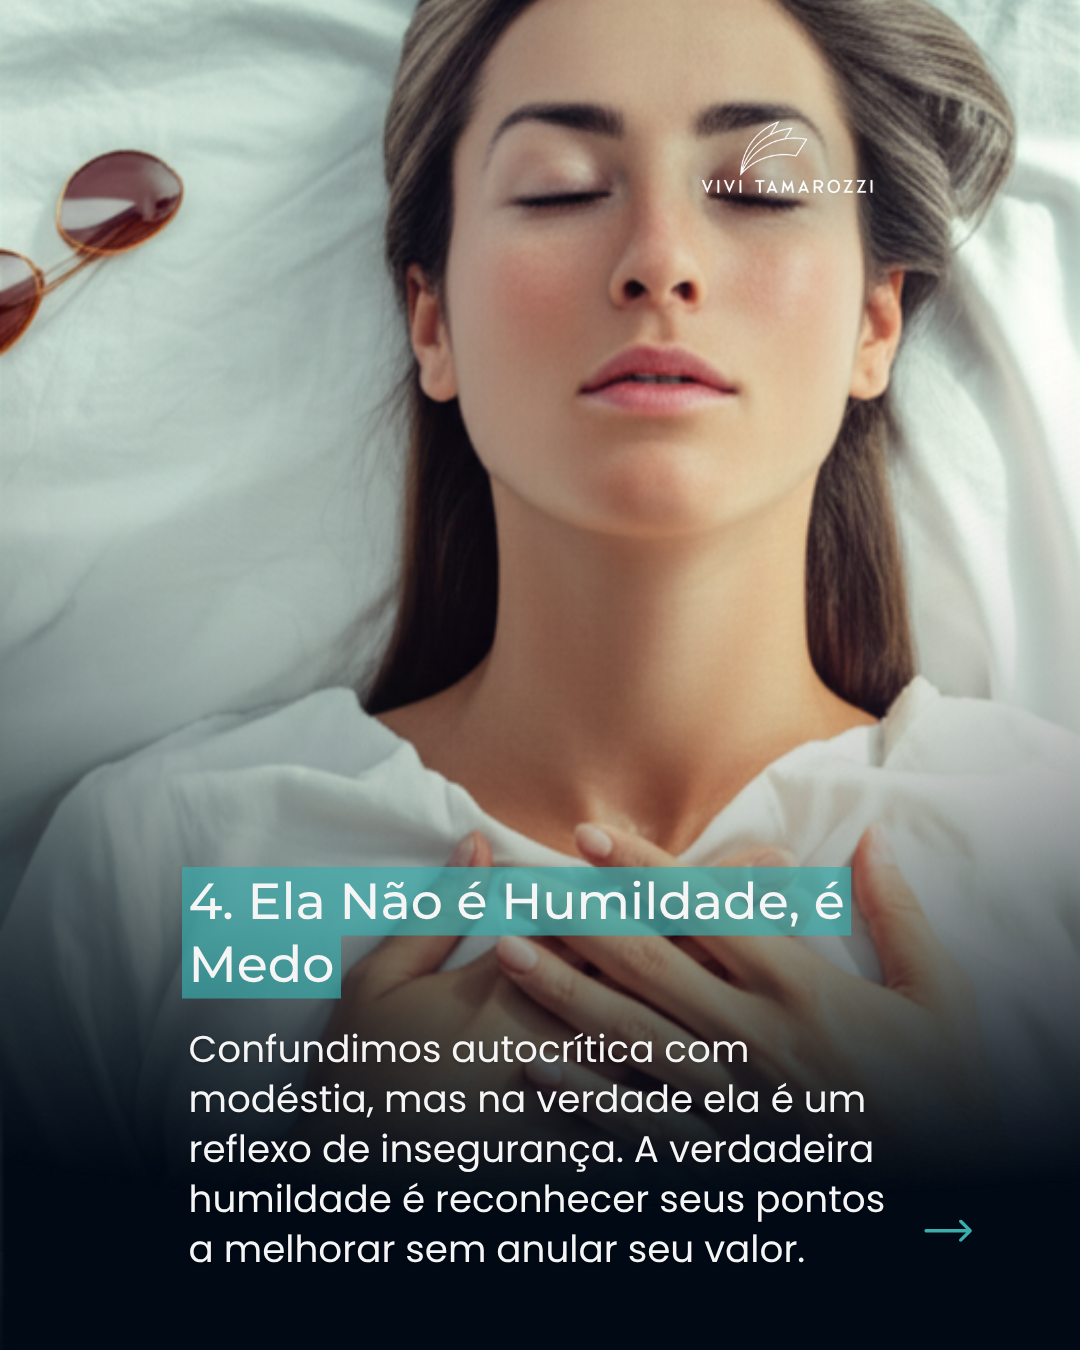 VIVI TAMAROZZI
4. Ela Não é Humildade, é
Medo
Confundimos autocrítica com
modéstia, mas na verdade ela é um
reflexo de insegurança. A verdadeira
humildade é reconhecer seus pontos
a melhorar sem anular seu valor.